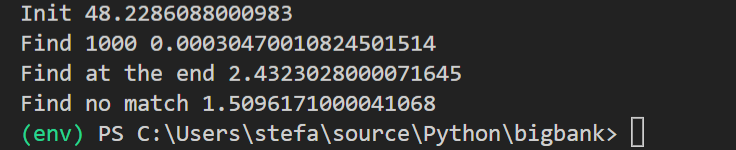 Init 48.2286088000983
Find 1000 0.00030470010824501514
Find at the end 2.4323028000071645
Find no match 1.5096171000041068
(env) PS C:\Users\stefa\source\Python\bigbank>